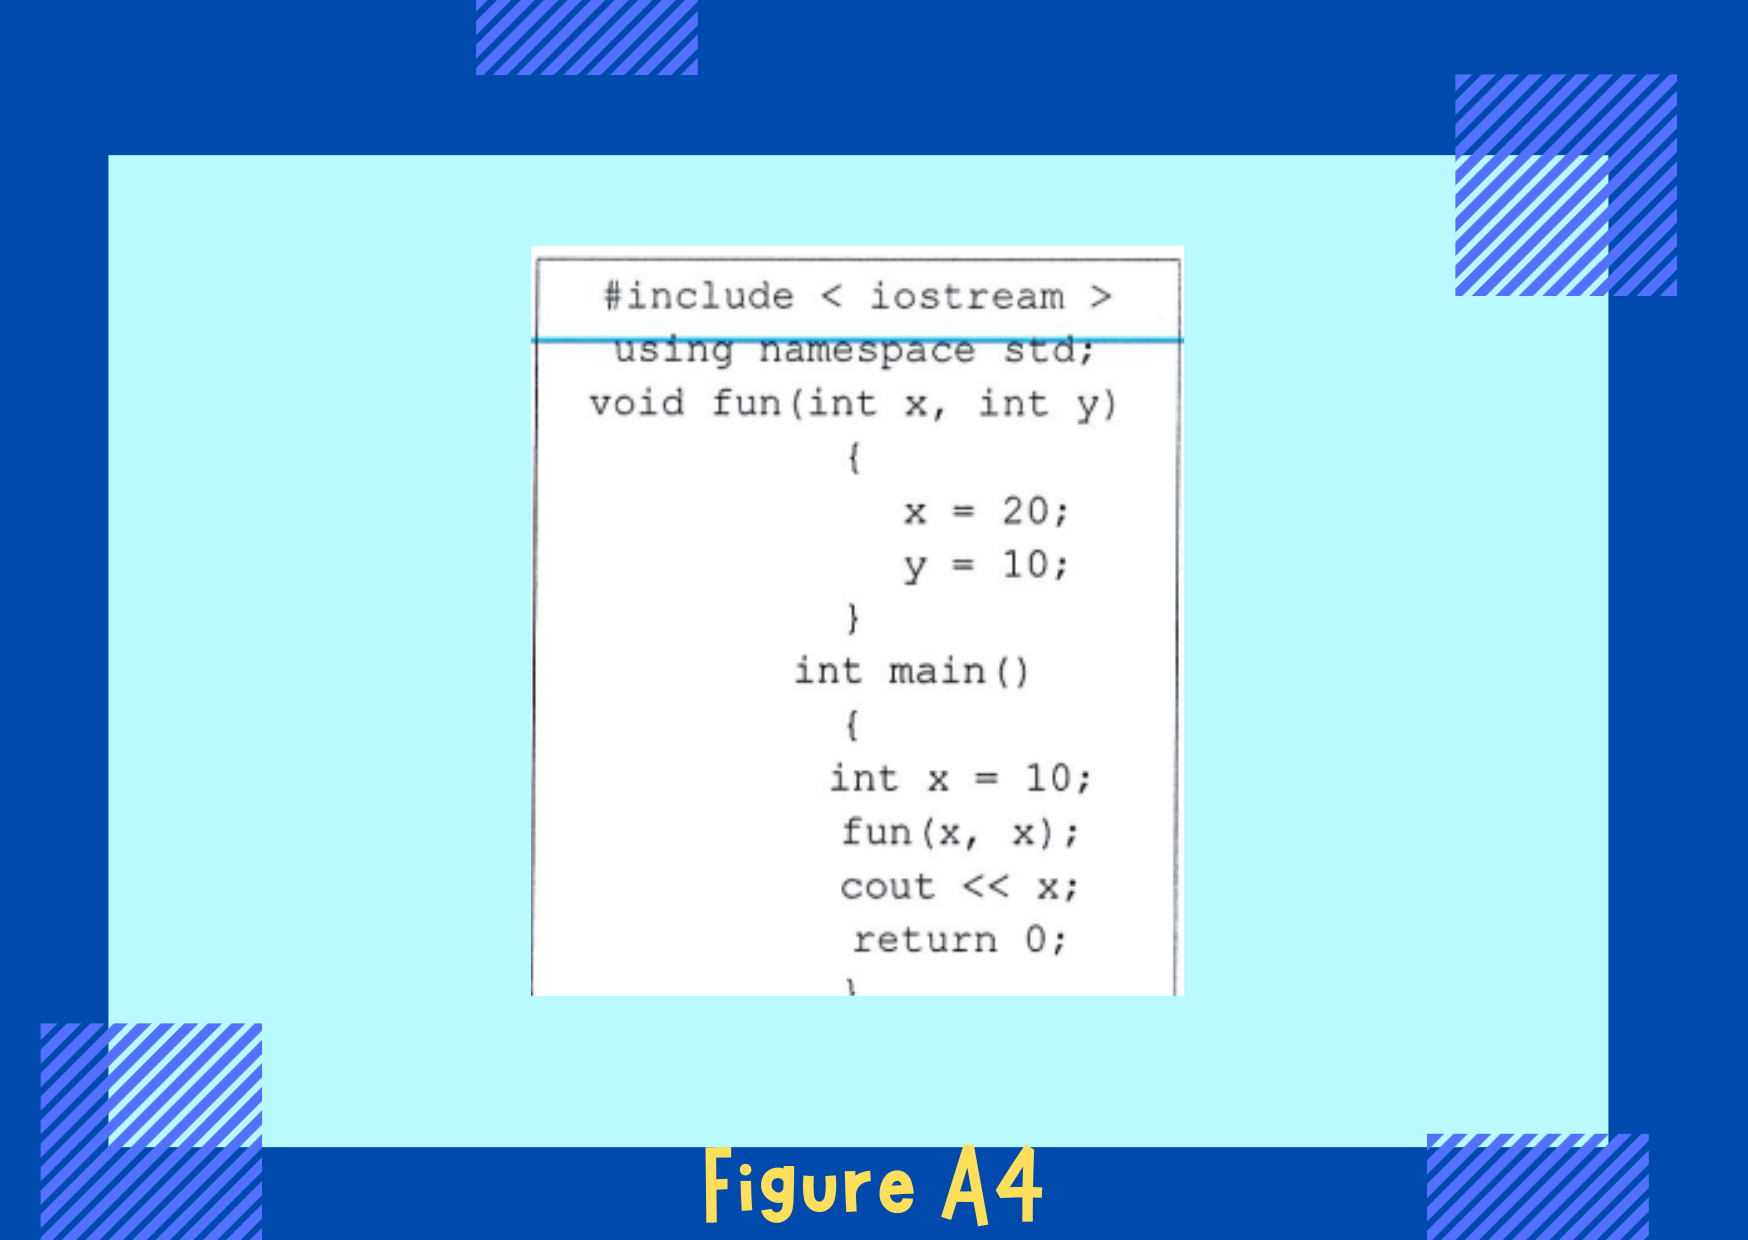 #include < iostream >
using namespace std;
void fun(int x, int y)
{
x = 20;
y = 10;
}
int main()
{
int x = 10;
fun(x, x);
cout << x;
return 0;
}
Figure A4